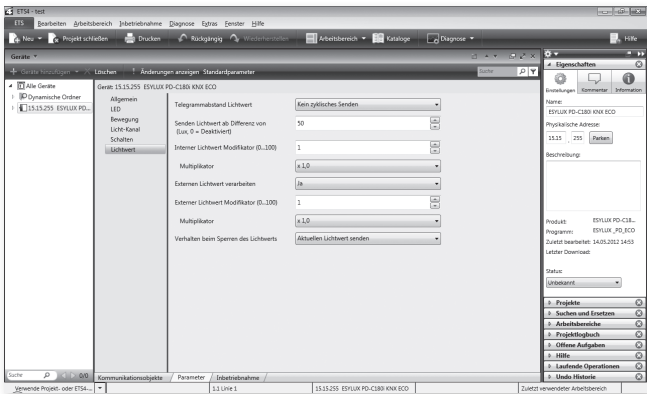 ETS4 - test
ETS Bearbeiten Arbeitsbereich Inbetriebnahme Diagnose Extras Fenster Hilfe
Neu Projekt schließen Drucken Rückgängig Wiederherstellen Arbeitsbereich Kataloge Diagnose Hilfe
Geräte
Geräte hinzufügen Löschen Änderungen anzeigen Standardparameter Suche
Alle Geräte
Dynamische Ordner
15.15.255 ESYLUX PD...
Gerät: 15.15.255 ESYLUX PD-C180i KNX ECO
Allgemein
LED
Bewegung
Licht-Kanal
Schalten
Lichtwert
Telegrammabstand Lichtwert Kein zyklisches Senden
Senden Lichtwert ab Differenz von
(Lux, 0 = Deaktiviert) 50
Interner Lichtwert Modifikator (0...100) 1
Multiplikator x 1,0
Externen Lichtwert verarbeiten Ja
Externer Lichtwert Modifikator (0...100) 1
Multiplikator x 1,0
Verhalten beim Sperren des Lichtwerts Aktuellen Lichtwert senden
Eigenschaften
Einstellungen Kommentar Information
Name:
ESYLUX PD-C180i KNX ECO
Physikalische Adresse:
15.15 . 255 Parken
Beschreibung:
Produkt: ESYLUX PD-C18...
Programm: ESYLUX _PD_ECO
Zuletzt bearbeitet: 14.05.2012 14:53
Letzter Download:
Status:
Unbekannt
Projekte
Suchen und Ersetzen
Arbeitsbereiche
Projektlogbuch
Offene Aufgaben
Hilfe
Laufende Operationen
Undo Historie
Suche 0/0
Kommunikationsobjekte Parameter Inbetriebnahme
Verwende Projekt- oder ETS4-... 1.1 Linie 1 15.15.255 ESYLUX PD-C180i KNX ECO Zuletzt verwendeter Arbeitsbereich